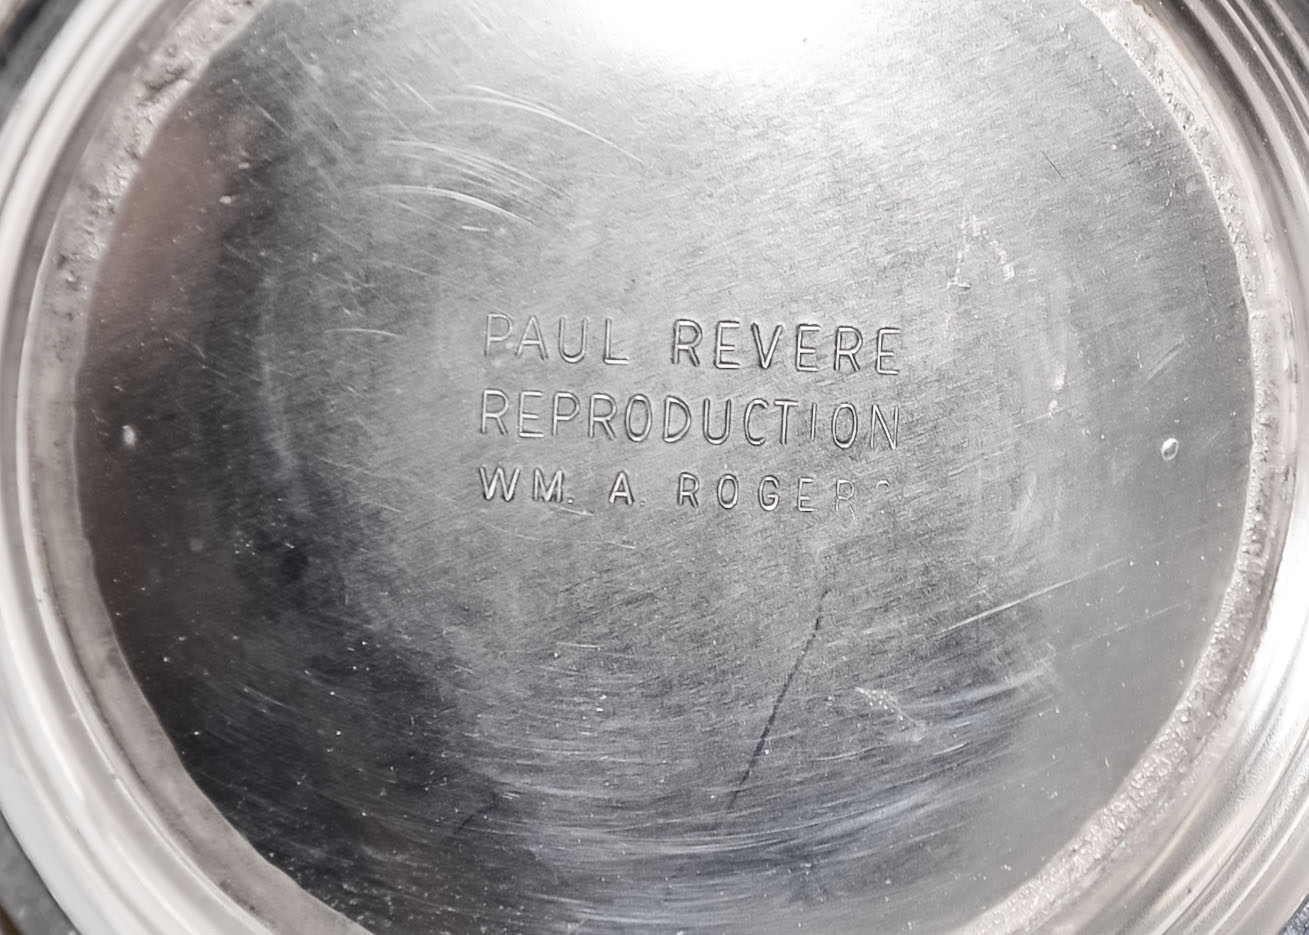 PAUL REVERE
REPRODUCTION
WM. A. ROGERS